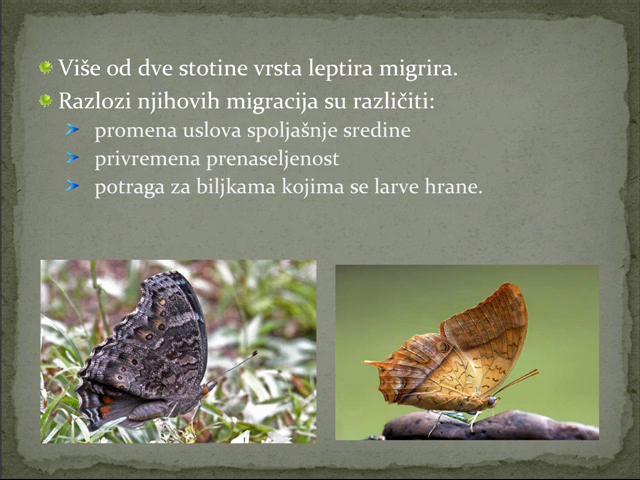 Više od dve stotine vrsta leptira migrira.
Razlozi njihovih migracija su različiti:
promena uslova spoljašnje sredine
privremena prenaseljenost
potraga za biljkama kojima se larve hrane.